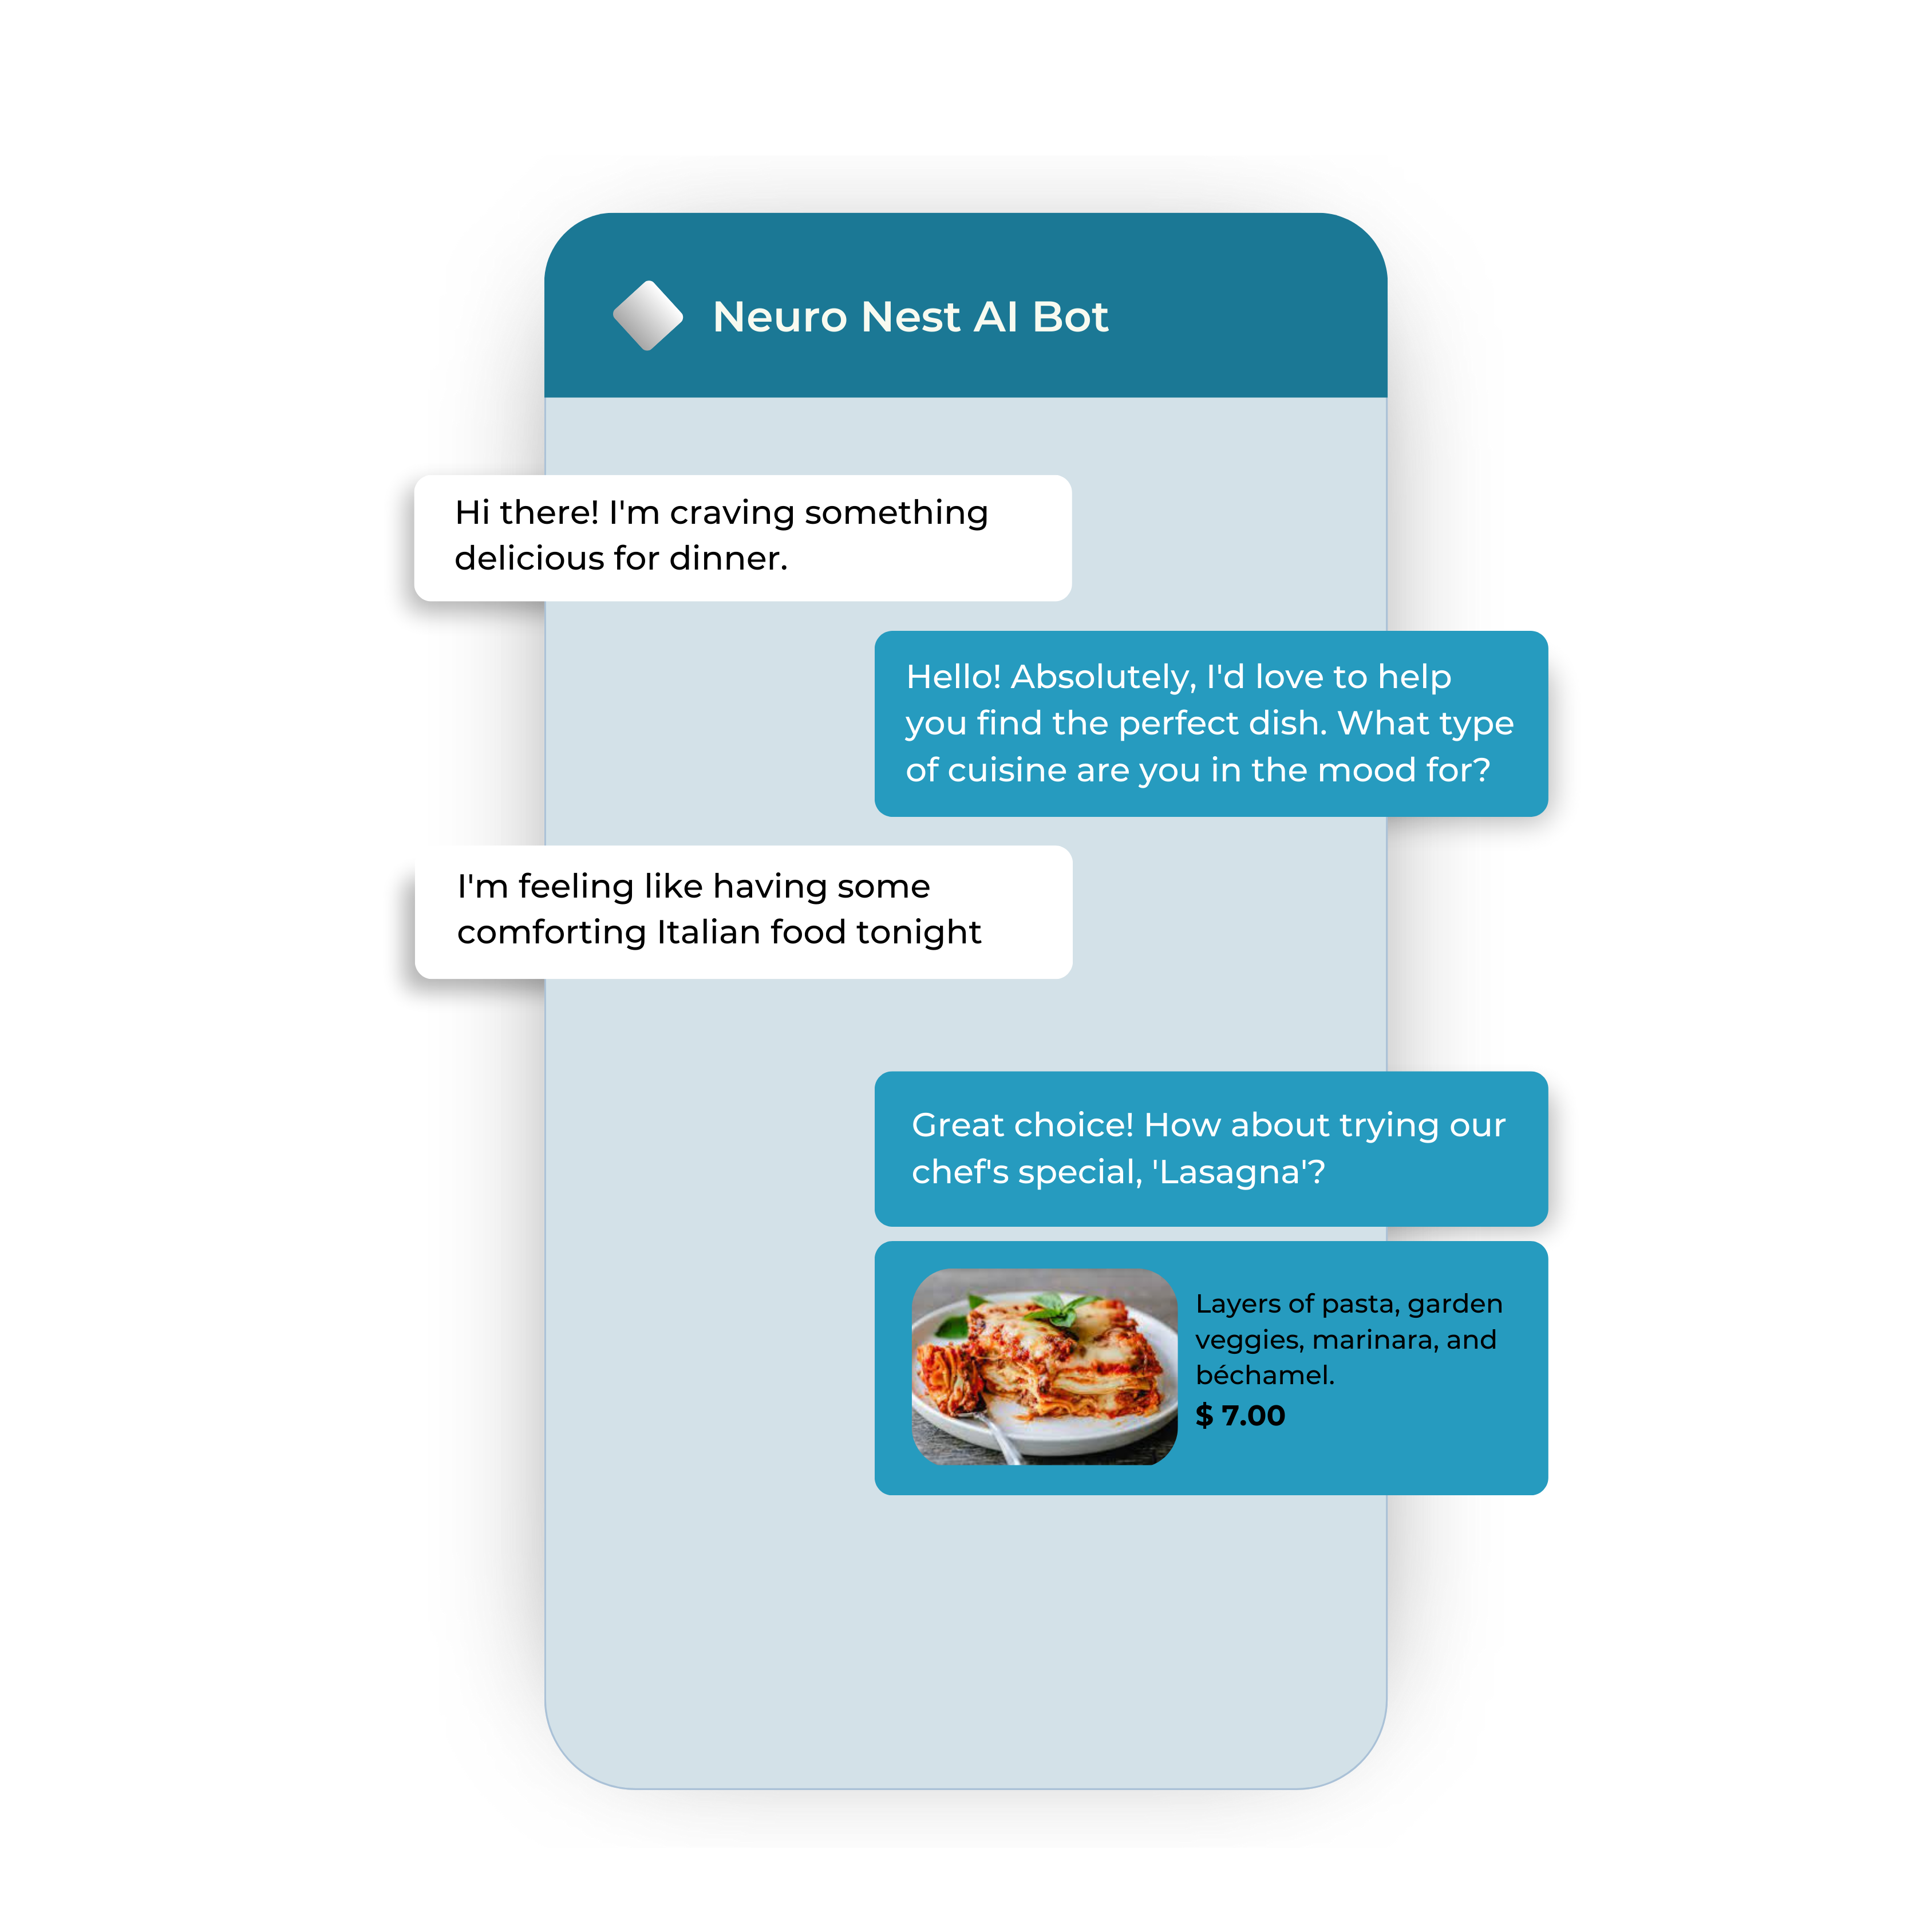 Neuro Nest AI Bot
Hi there! I'm craving something
delicious for dinner.
Hello! Absolutely, I'd love to help
you find the perfect dish. What type
of cuisine are you in the mood for?
I'm feeling like having some
comforting Italian food tonight
Great choice! How about trying our
chef's special, 'Lasagna'?
Layers of pasta, garden
veggies, marinara, and
béchamel.
$ 7.00